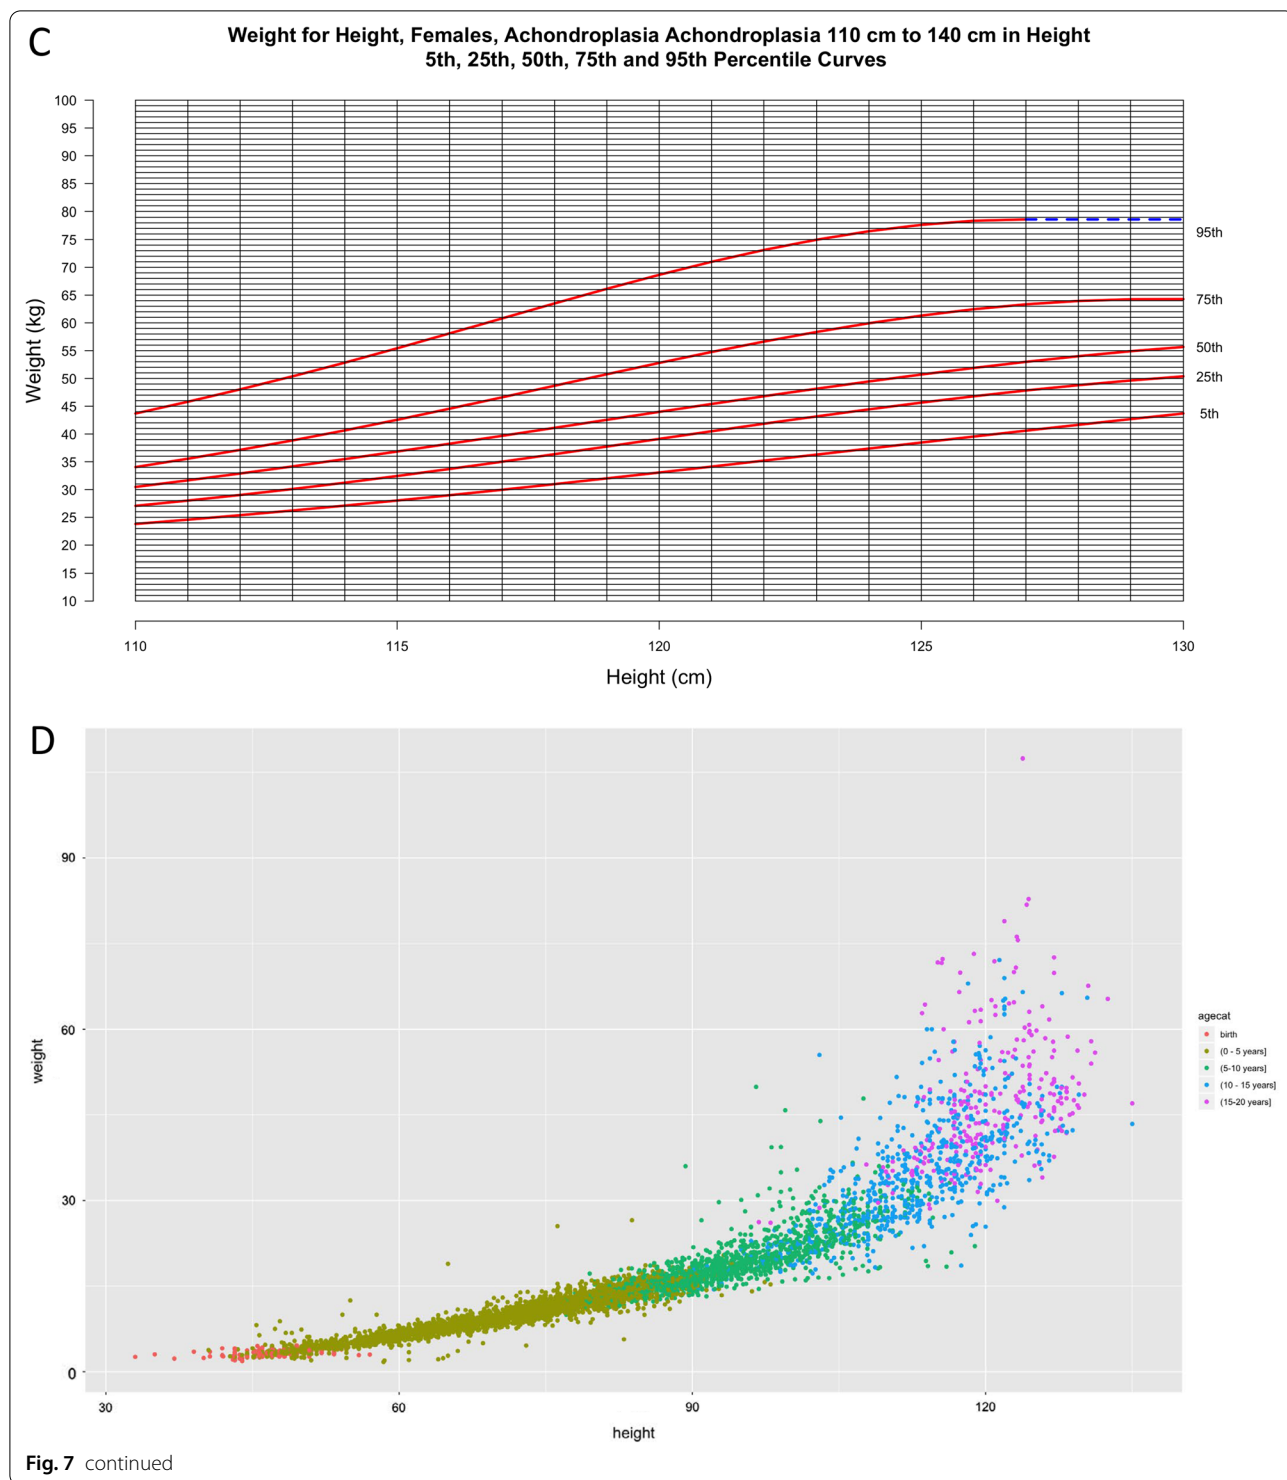 C
Weight for Height, Females, Achondroplasia Achondroplasia 110 cm to 140 cm in Height
5th, 25th, 50th, 75th and 95th Percentile Curves
100
95
90
85
80
75
70
65
60
55
50
45
40
35
30
25
20
15
10
Weight (kg)
95th
75th
50th
25th
5th
110 115 120 125 130
Height (cm)
D
90
60
30
0
weight
30 60 90 120
height
agecat
birth
(0 - 5 years]
(5-10 years]
(10 - 15 years]
(15-20 years]
Fig. 7 continued